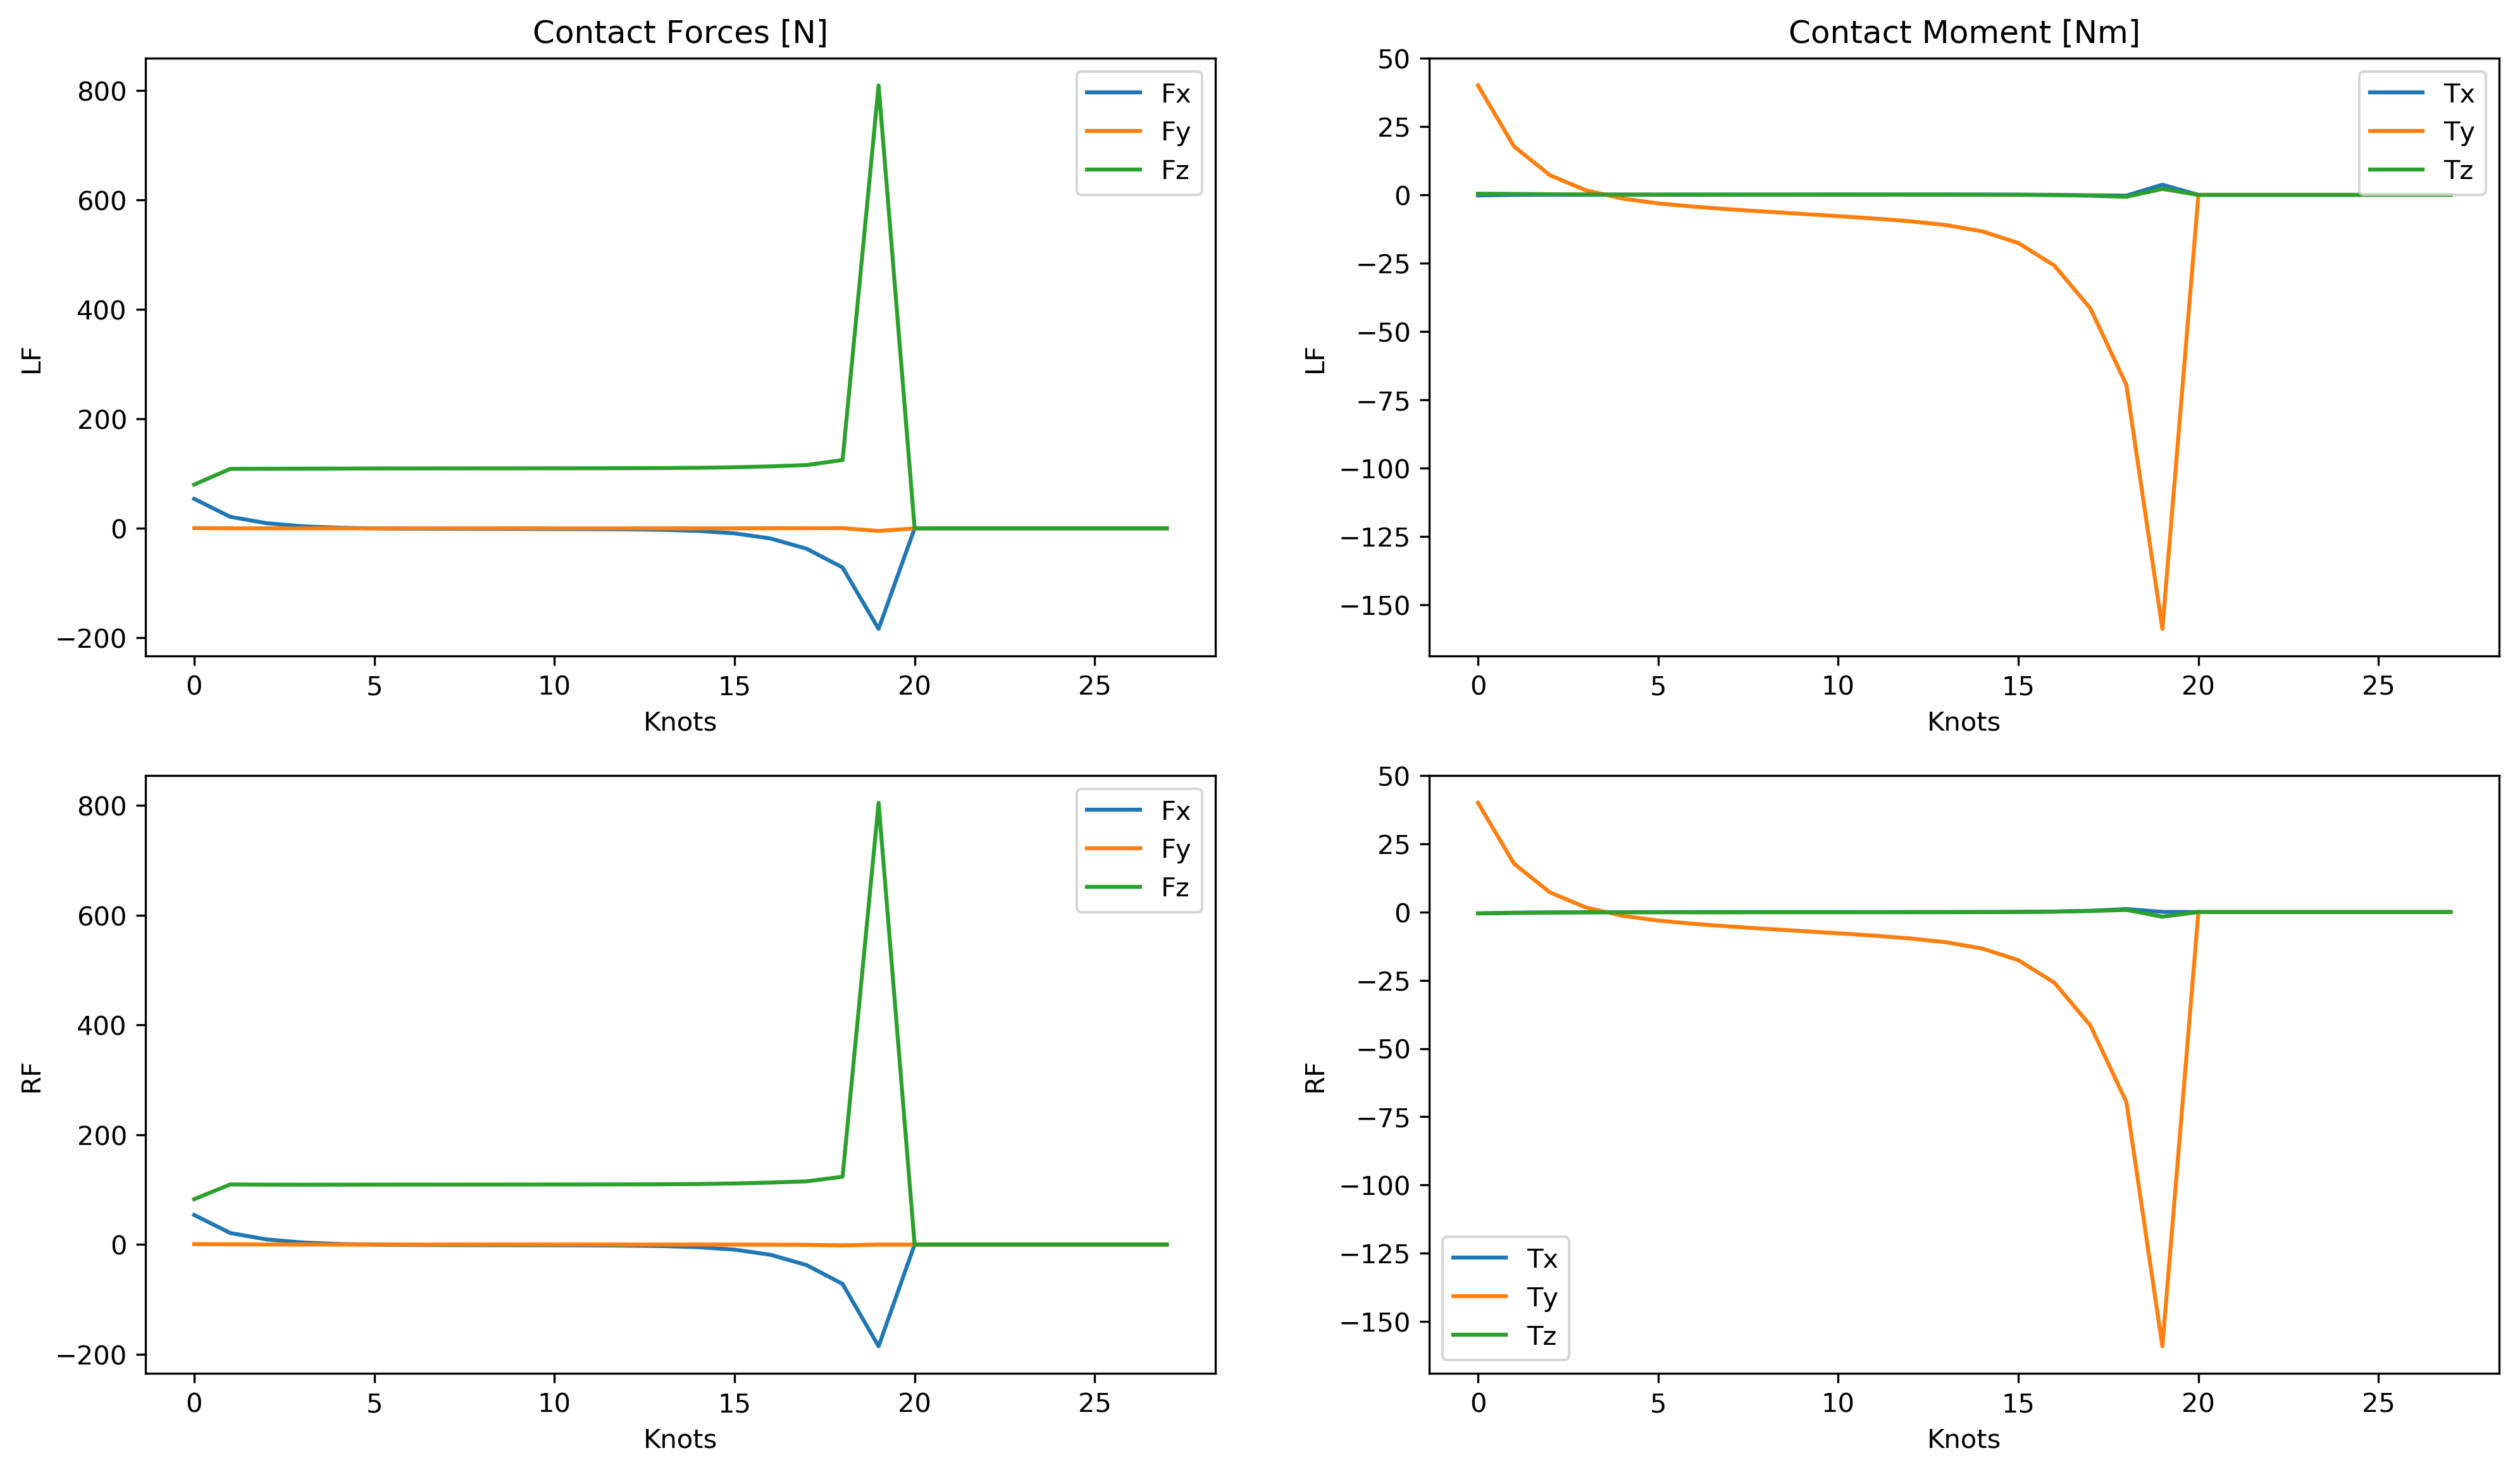 Contact Forces [N]
800
600
400
200
0
−200
LF
0 5 10 15 20 25
Knots
Fx
Fy
Fz
Contact Moment [Nm]
50
25
0
−25
−50
−75
−100
−125
−150
LF
0 5 10 15 20 25
Knots
Tx
Ty
Tz
800
600
400
200
0
−200
RF
0 5 10 15 20 25
Knots
Fx
Fy
Fz
50
25
0
−25
−50
−75
−100
−125
−150
RF
0 5 10 15 20 25
Knots
Tx
Ty
Tz